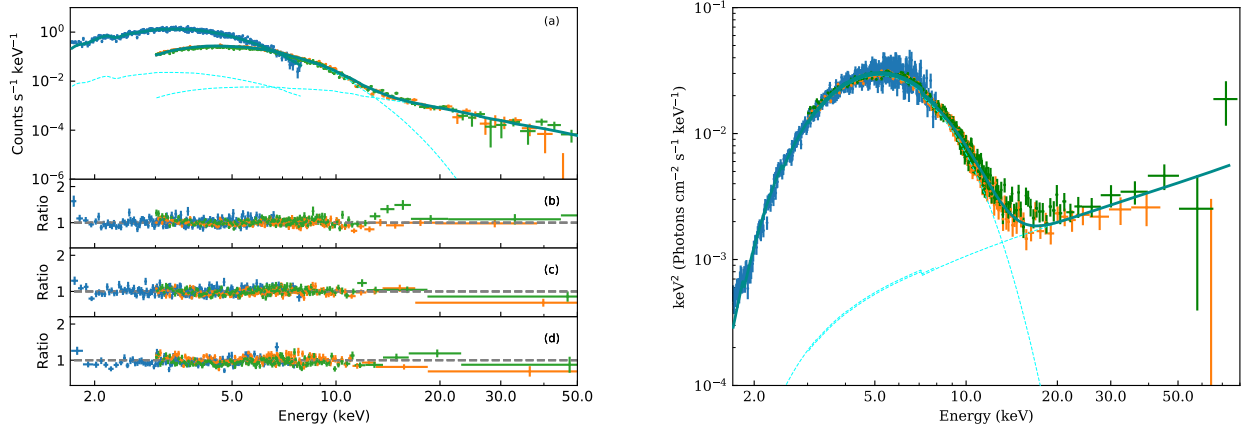 (a)
10⁰
10⁻²
10⁻⁴
10⁻⁶
Counts s⁻¹ keV⁻¹
(b)
2
1
Ratio
(c)
2
1
Ratio
(d)
2
1
Ratio
2.0 5.0 10.0 20.0 50.0
Energy (keV)
10⁻¹
10⁻²
10⁻³
10⁻⁴
keV² (Photons cm⁻² s⁻¹ keV⁻¹)
2.0 5.0 10.0 20.0 30.0 50.0
Energy (keV)